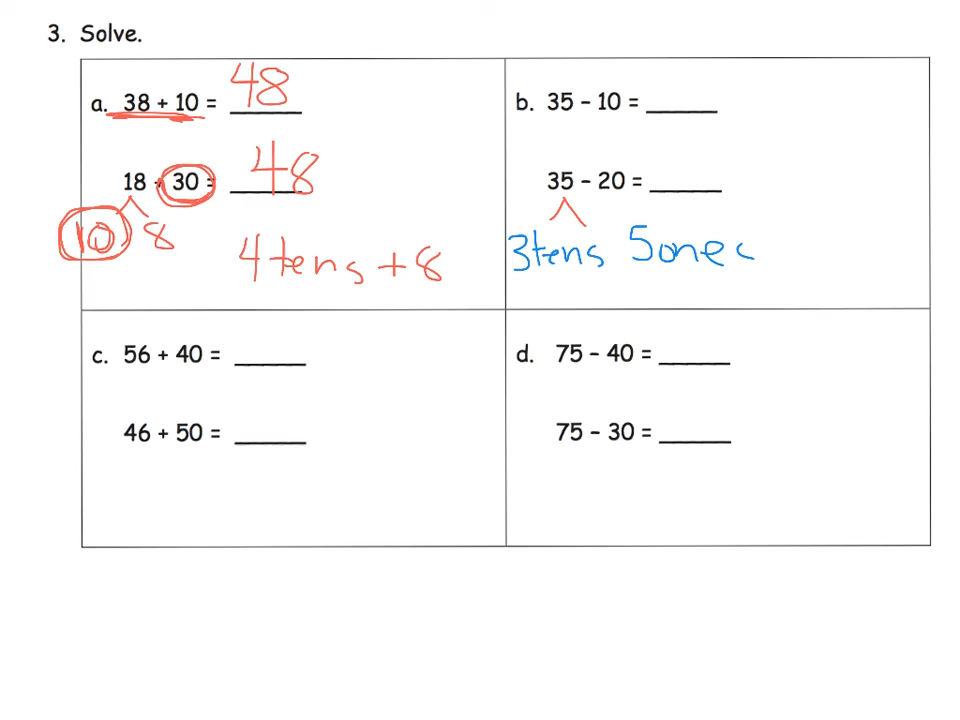 3. Solve.
a. 38 + 10 = 48
18 + 30 = 48
10 8
4 tens + 8
b. 35 - 10 = ______
35 - 20 = ______
3 tens 5 onec
c. 56 + 40 = ______
46 + 50 = ______
d. 75 - 40 = ______
75 - 30 = ______